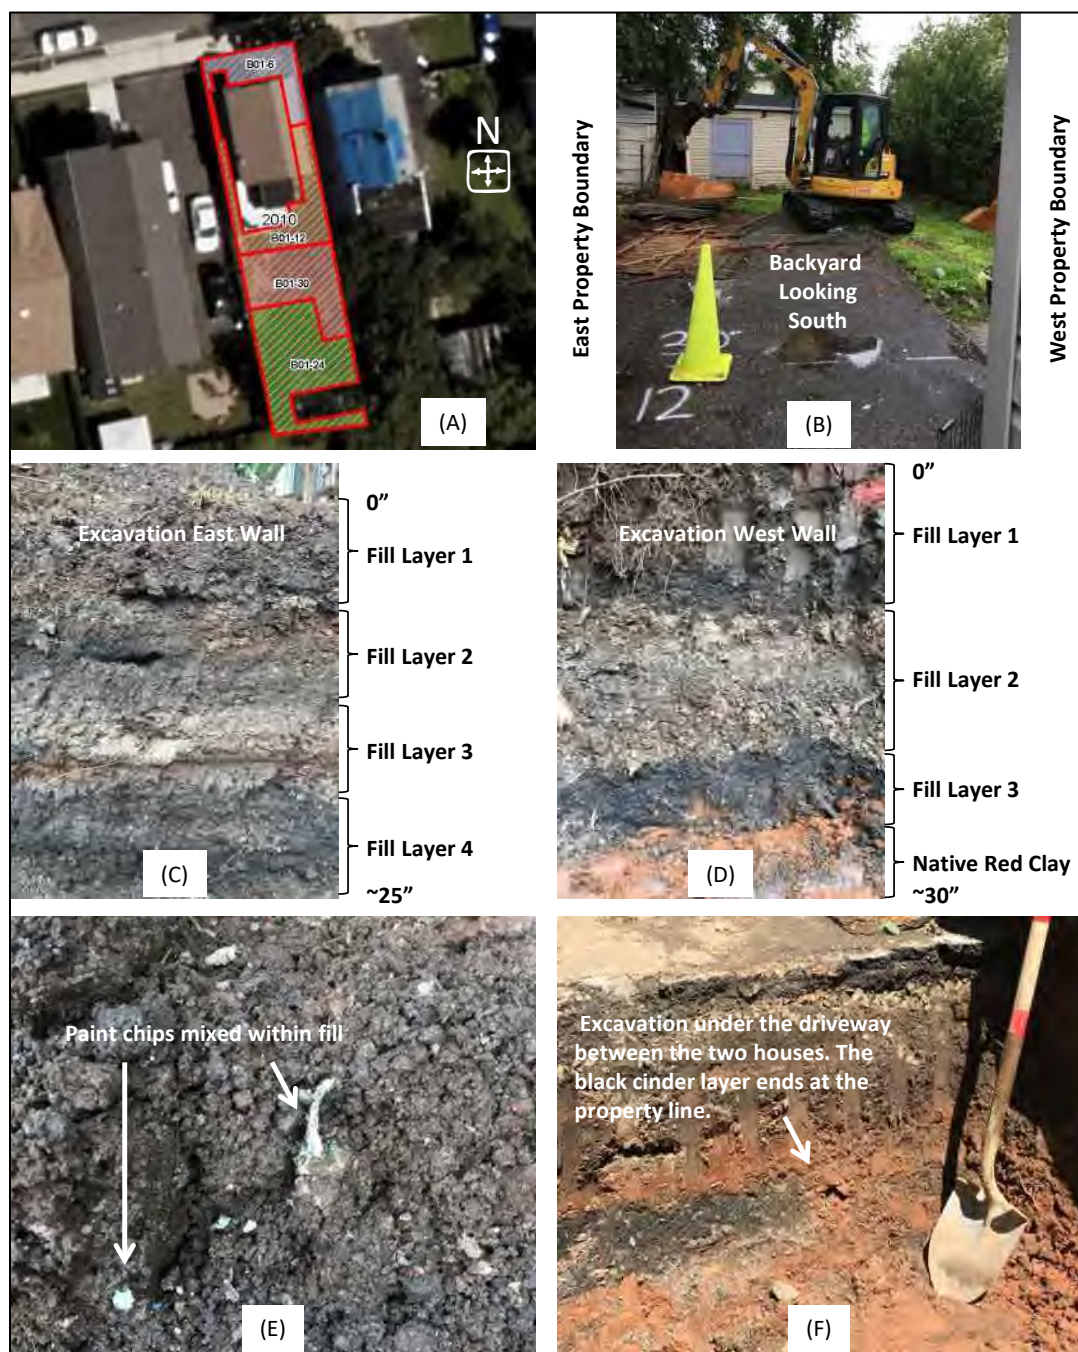 B01-6
N
2010
B01-12
B01-30
B01-24
(A)
East Property Boundary
Backyard
Looking
South
12
(B)
West Property Boundary
Excavation East Wall
0”
Fill Layer 1
Fill Layer 2
Fill Layer 3
Fill Layer 4
~25”
(C)
Excavation West Wall
0”
Fill Layer 1
Fill Layer 2
Fill Layer 3
Native Red Clay
~30”
(D)
Paint chips mixed within fill
(E)
Excavation under the driveway
between the two houses. The
black cinder layer ends at the
property line.
(F)